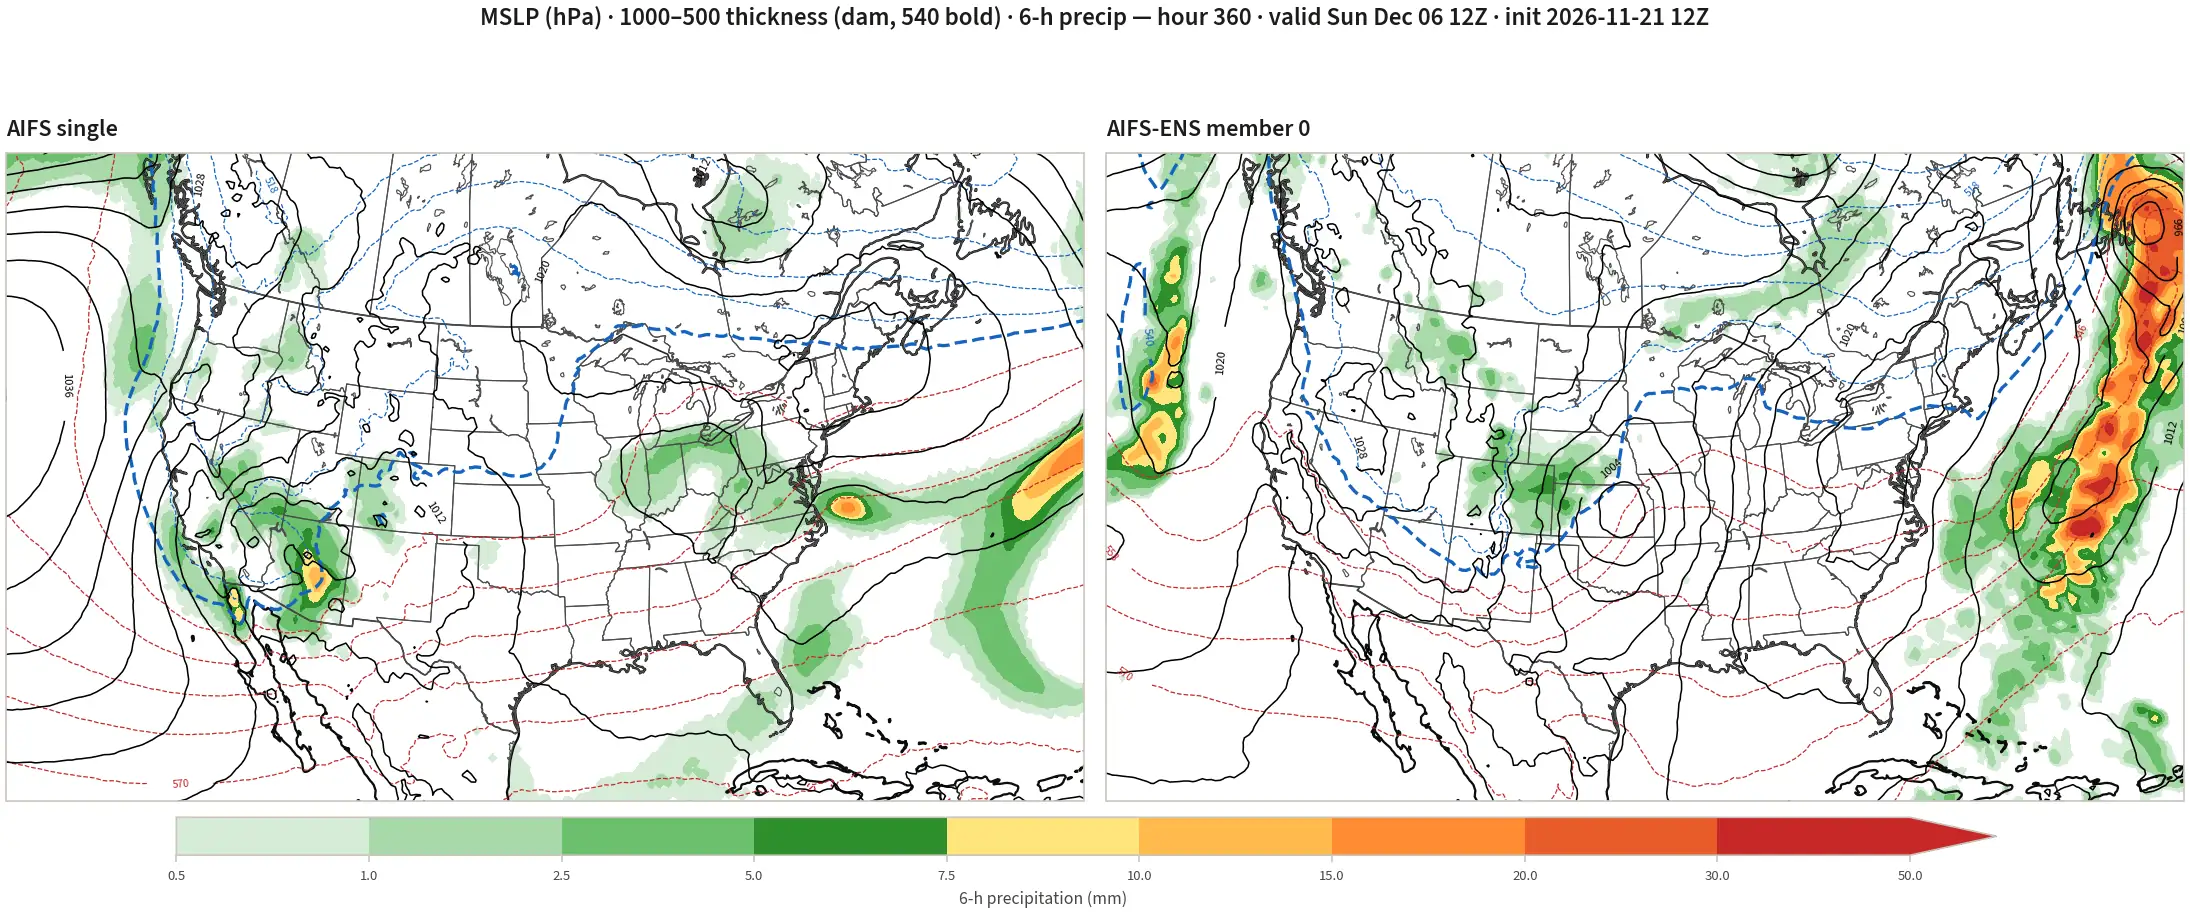 MSLP (hPa) · 1000–500 thickness (dam, 540 bold) · 6-h precip — hour 360 · valid Sun Dec 06 12Z · init 2026-11-21 12Z
AIFS single
AIFS-ENS member 0
1028
518
1020
1036
1012
570
1020
540
1028
1004
1020
546
966
1012
0.5 1.0 2.5 5.0 7.5 10.0 15.0 20.0 30.0 50.0
6-h precipitation (mm)